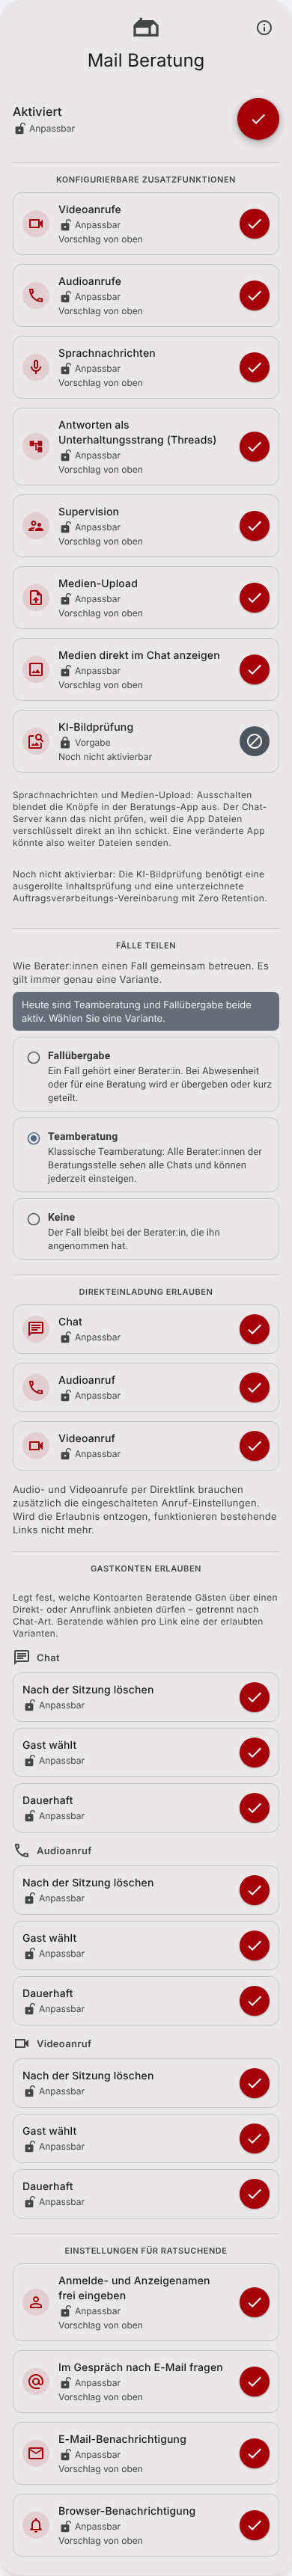 Mail Beratung
Aktiviert
Anpassbar
KONFIGURIERBARE ZUSATZFUNKTIONEN
Videoanrufe
Anpassbar
Vorschlag von oben
Audioanrufe
Anpassbar
Vorschlag von oben
Sprachnachrichten
Anpassbar
Vorschlag von oben
Antworten als
Unterhaltungsstrang (Threads)
Anpassbar
Vorschlag von oben
Supervision
Anpassbar
Vorschlag von oben
Medien-Upload
Anpassbar
Vorschlag von oben
Medien direkt im Chat anzeigen
Anpassbar
Vorschlag von oben
KI-Bildprüfung
Vorgabe
Noch nicht aktivierbar
Sprachnachrichten und Medien-Upload: Ausschalten
blendet die Knöpfe in der Beratungs-App aus. Der Chat-
Server kann das nicht prüfen, weil die App Dateien
verschlüsselt direkt an ihn schickt. Eine veränderte App
könnte also weiter Dateien senden.
Noch nicht aktivierbar: Die KI-Bildprüfung benötigt eine
ausgerollte Inhaltsprüfung und eine unterzeichnete
Auftragsverarbeitungs-Vereinbarung mit Zero Retention.
FÄLLE TEILEN
Wie Berater:innen einen Fall gemeinsam betreuen. Es
gilt immer genau eine Variante.
Heute sind Teamberatung und Fallübergabe beide
aktiv. Wählen Sie eine Variante.
Fallübergabe
Ein Fall gehört einer Berater:in. Bei Abwesenheit
oder für eine Beratung wird er übergeben oder kurz
geteilt.
Teamberatung
Klassische Teamberatung: Alle Berater:innen der
Beratungsstelle sehen alle Chats und können
jederzeit einsteigen.
Keine
Der Fall bleibt bei der Berater:in, die ihn
angenommen hat.
DIREKTEINLADUNG ERLAUBEN
Chat
Anpassbar
Audioanruf
Anpassbar
Videoanruf
Anpassbar
Audio- und Videoanrufe per Direktlink brauchen
zusätzlich die eingeschalteten Anruf-Einstellungen.
Wird die Erlaubnis entzogen, funktionieren bestehende
Links nicht mehr.
GASTKONTEN ERLAUBEN
Legt fest, welche Kontoarten Beratende Gästen über einen
Direkt- oder Anruflink anbieten dürfen – getrennt nach
Chat-Art. Beratende wählen pro Link eine der erlaubten
Varianten.
Chat
Nach der Sitzung löschen
Anpassbar
Gast wählt
Anpassbar
Dauerhaft
Anpassbar
Audioanruf
Nach der Sitzung löschen
Anpassbar
Gast wählt
Anpassbar
Dauerhaft
Anpassbar
Videoanruf
Nach der Sitzung löschen
Anpassbar
Gast wählt
Anpassbar
Dauerhaft
Anpassbar
EINSTELLUNGEN FÜR RATSUCHENDE
Anmelde- und Anzeigenamen
frei eingeben
Anpassbar
Vorschlag von oben
Im Gespräch nach E-Mail fragen
Anpassbar
Vorschlag von oben
E-Mail-Benachrichtigung
Anpassbar
Vorschlag von oben
Browser-Benachrichtigung
Anpassbar
Vorschlag von oben